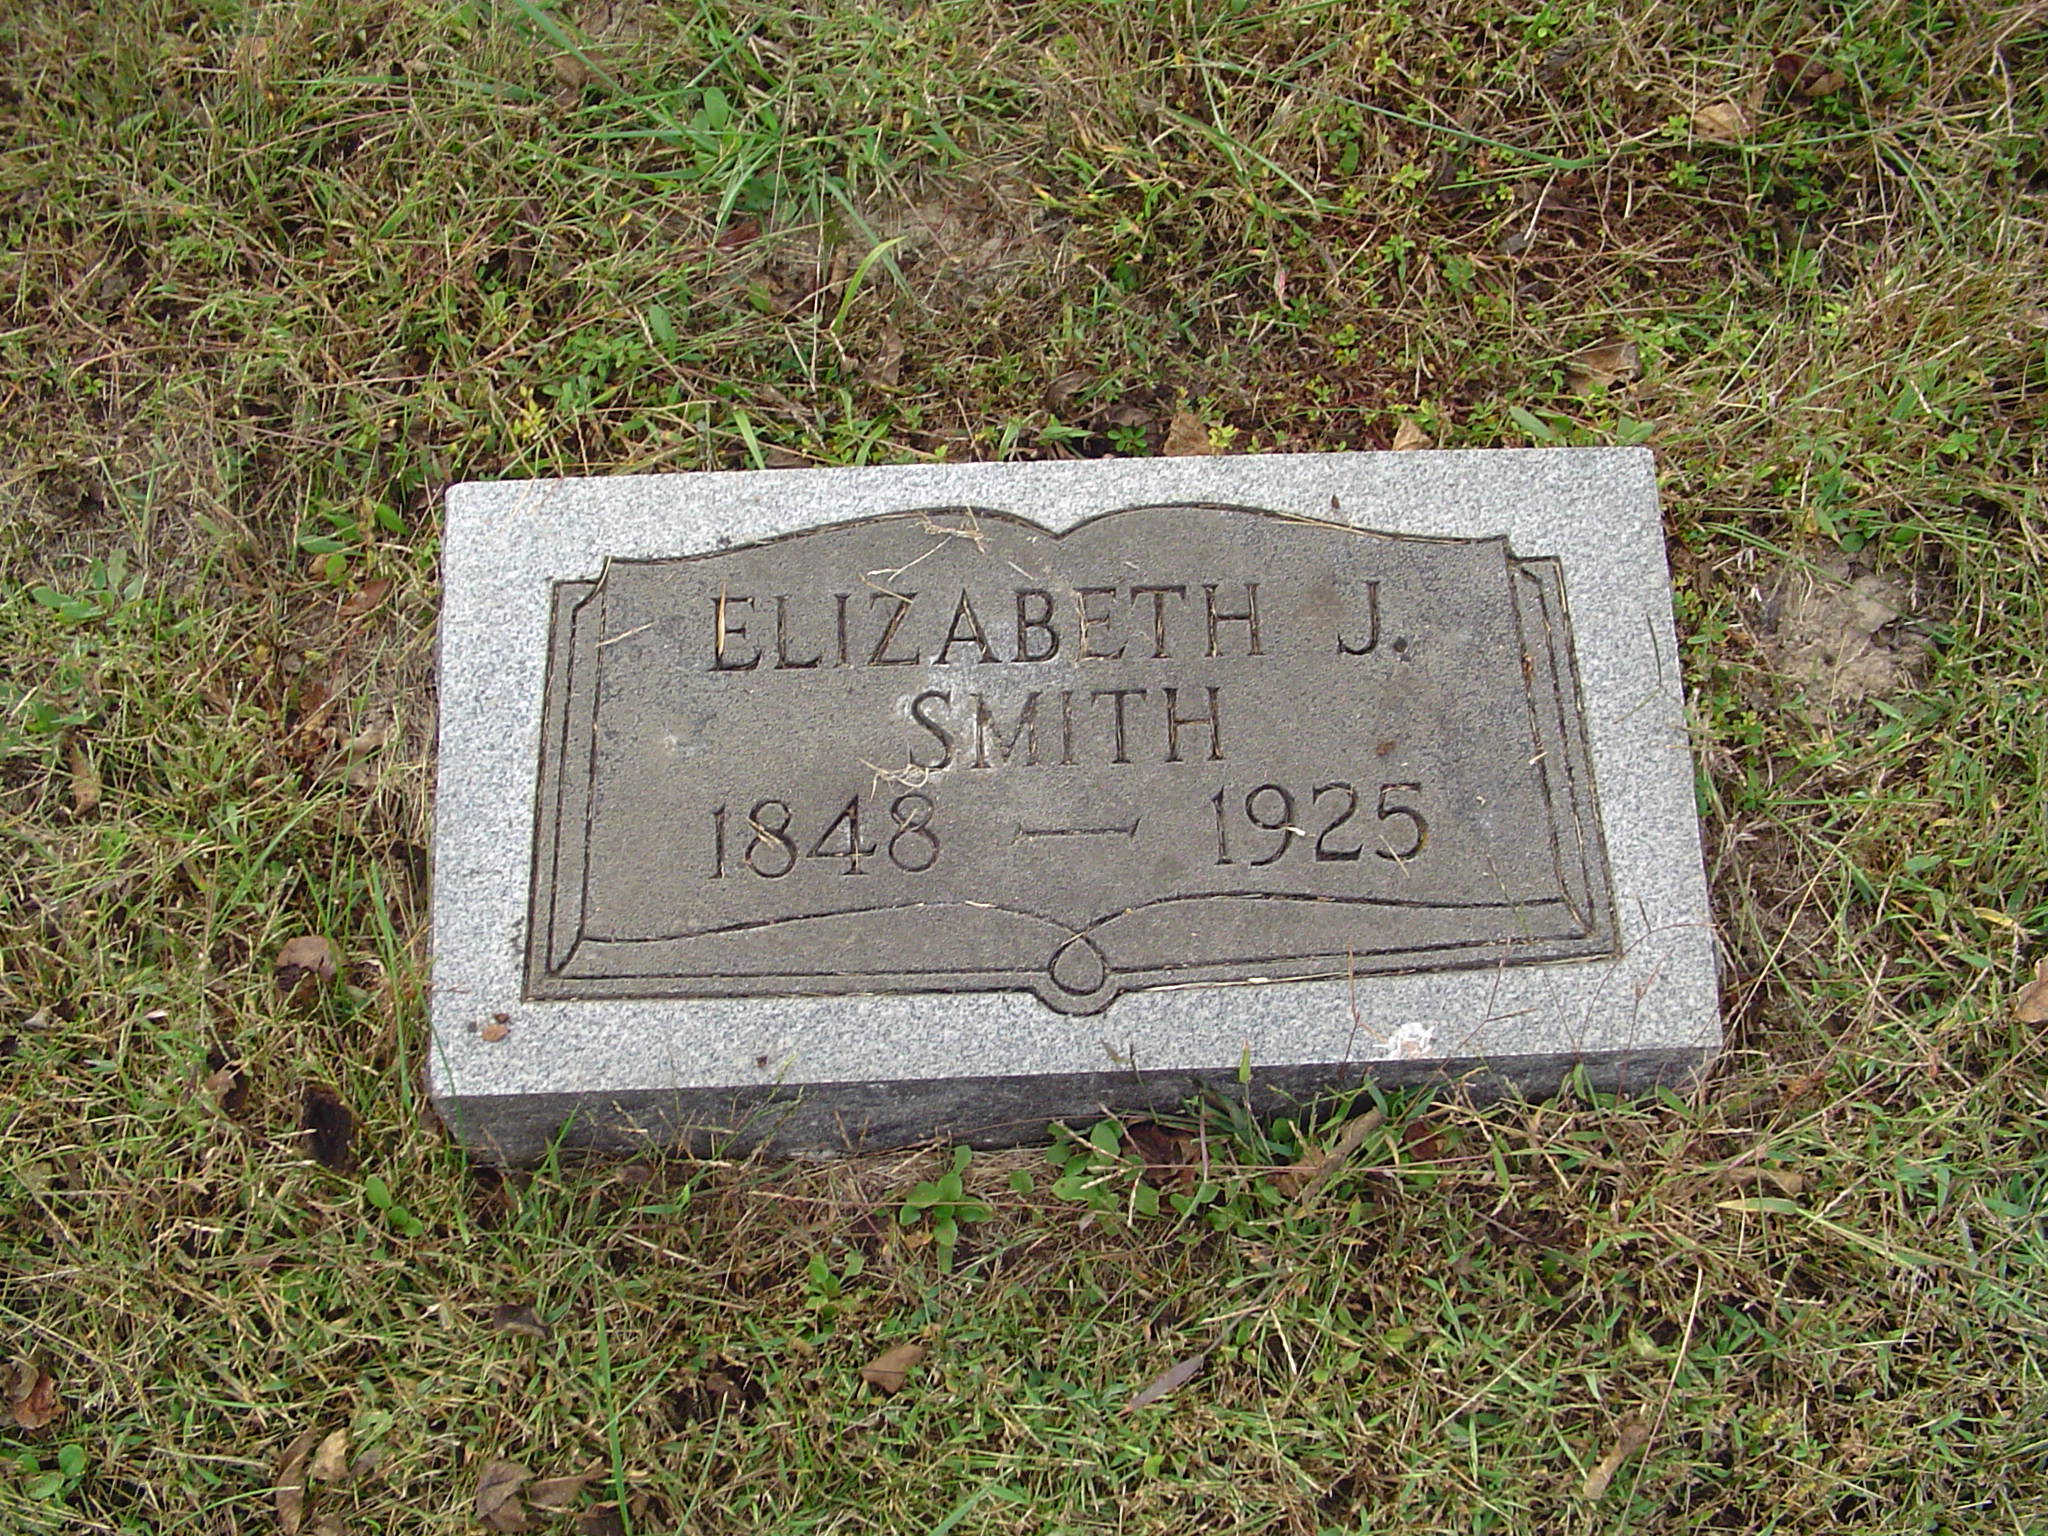 ELIZABETH J.
SMITH
1848 — 1925